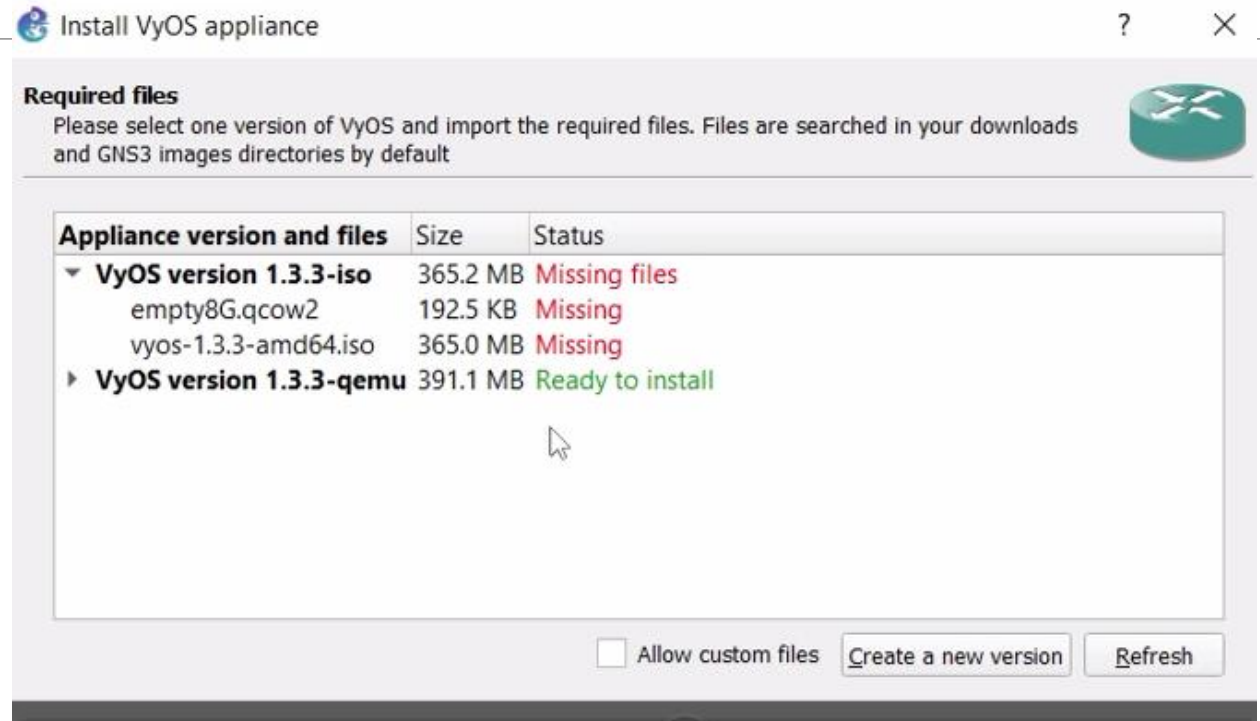 Install VyOS appliance ?
Required files
Please select one version of VyOS and import the required files. Files are searched in your downloads
and GNS3 images directories by default
Appliance version and files Size Status
VyOS version 1.3.3-iso 365.2 MB Missing files
empty8G.qcow2 192.5 KB Missing
vyos-1.3.3-amd64.iso 365.0 MB Missing
VyOS version 1.3.3-qemu 391.1 MB Ready to install
Allow custom files Create a new version Refresh